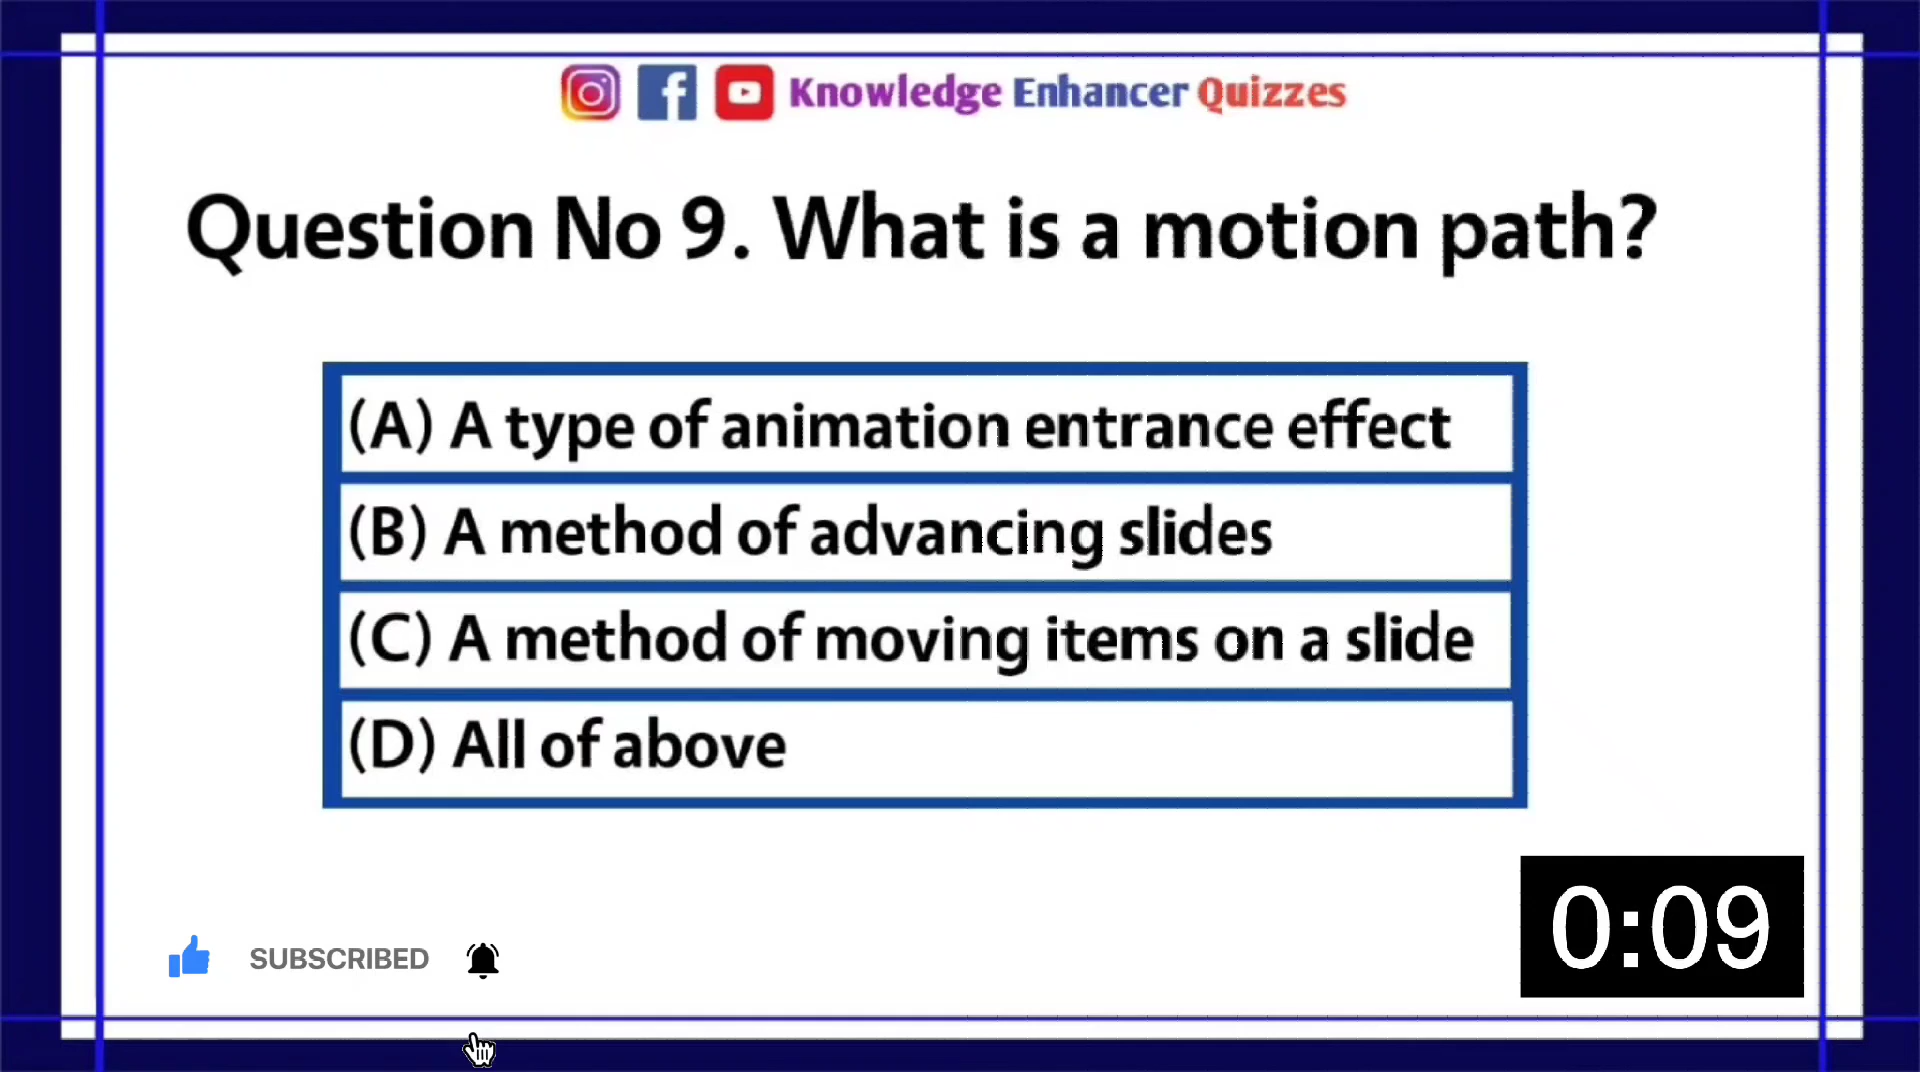 Knowledge Enhancer Quizzes
Question No 9. What is a motion path?
(A) A type of animation entrance effect
(B) A method of advancing slides
(C) A method of moving items on a slide
(D) All of above
SUBSCRIBED
0:09